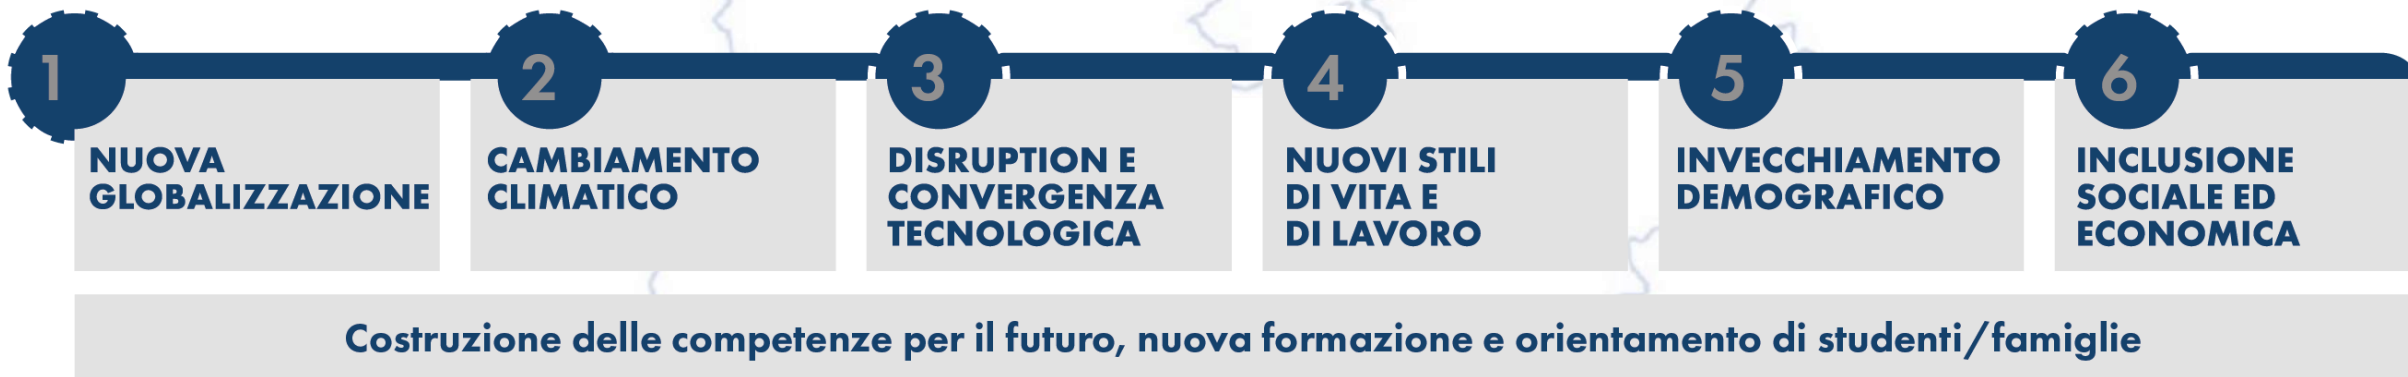 1
NUOVA
GLOBALIZZAZIONE
2
CAMBIAMENTO
CLIMATICO
3
DISRUPTION E
CONVERGENZA
TECNOLOGICA
4
NUOVI STILI
DI VITA E
DI LAVORO
5
INVECCHIAMENTO
DEMOGRAFICO
6
INCLUSIONE
SOCIALE ED
ECONOMICA
Costruzione delle competenze per il futuro, nuova formazione e orientamento di studenti/famiglie